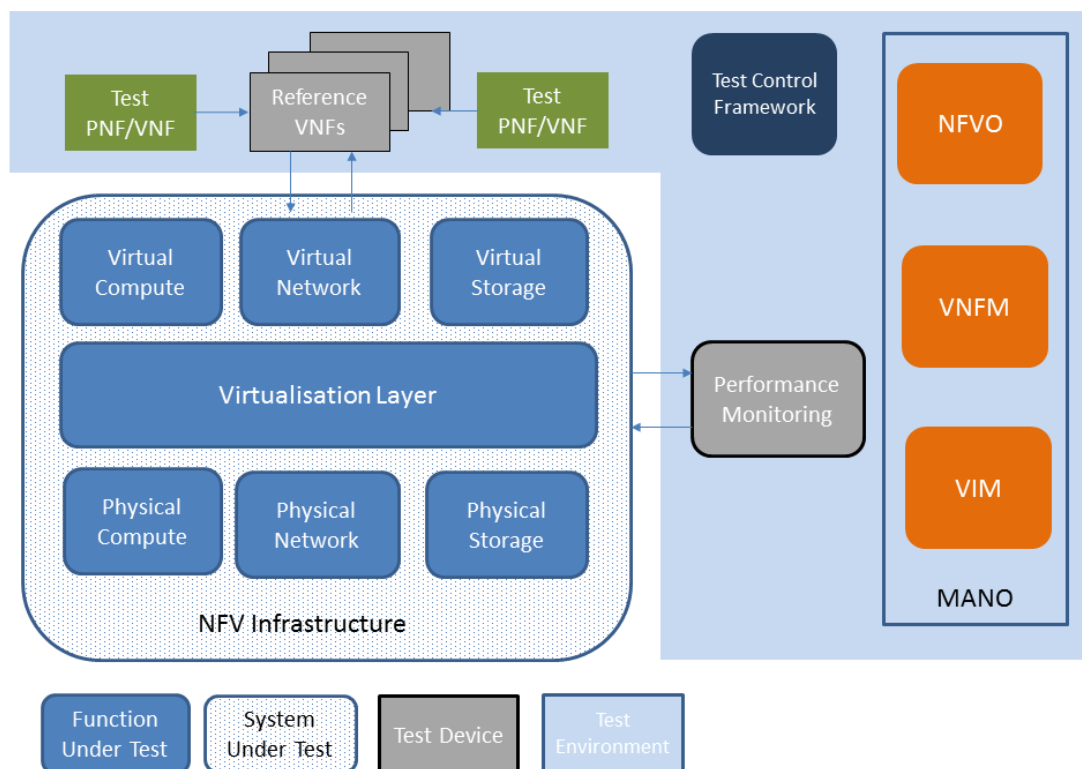 Test
PNF/VNF
Reference
VNFs
Test
PNF/VNF
Test Control
Framework
NFVO
Virtual
Compute
Virtual
Network
Virtual
Storage
VNFM
Virtualisation Layer
Performance
Monitoring
Physical
Compute
Physical
Network
Physical
Storage
VIM
NFV Infrastructure
MANO
Function
Under Test
System
Under Test
Test Device
Test
Environment